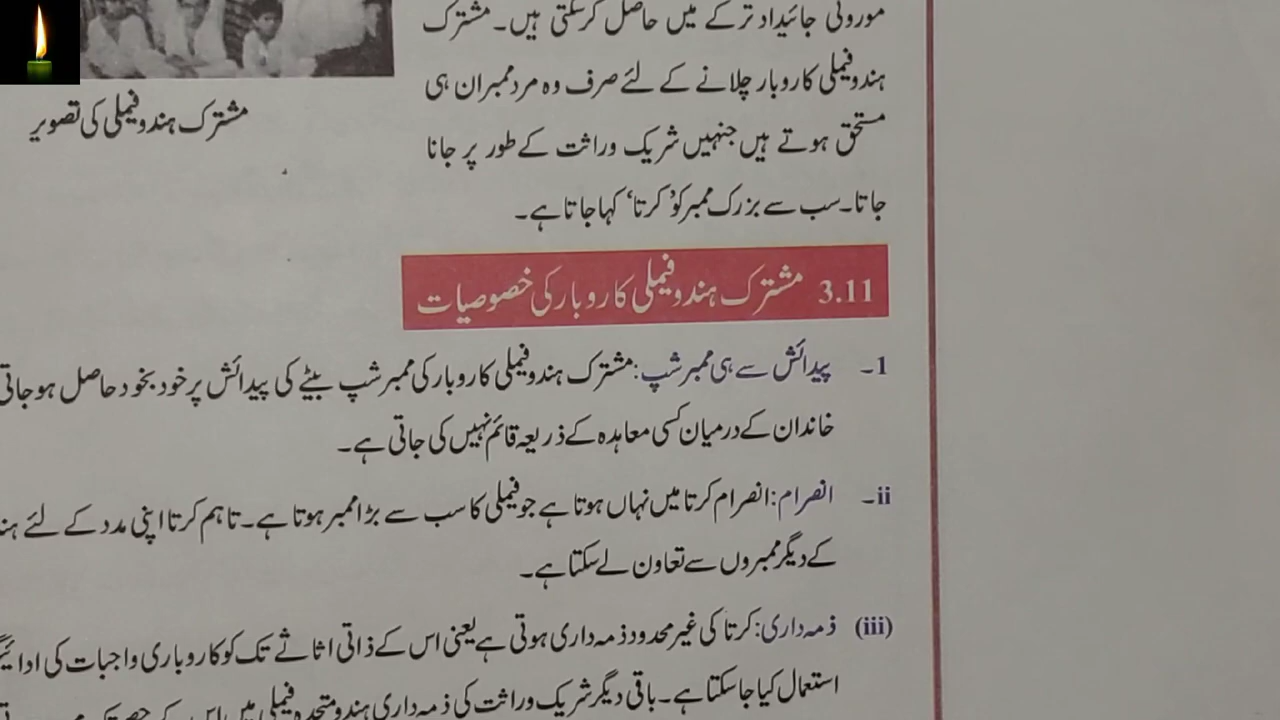 موروثی جائیداد ترکے میں حاصل کرسکتی ہیں۔ مشترک
ہندو فیملی کاروبار چلانے کے لئے صرف وہ مرد ممبران ہی
مستحق ہوتے ہیں جنہیں شریک وراثت کے طور پر جانا
جاتا۔ سب سے بزرگ ممبر کو ’کرتا‘ کہا جاتا ہے۔
مشترک ہندو فیملی کی تصویر
3.11 مشترک ہندو فیملی کاروبار کی خصوصیات
1۔ پیدائش سے ہی ممبر شپ: مشترک ہندو فیملی کاروبار کی ممبر شپ بیٹے کی پیدائش پر خود بخود حاصل ہو جاتی
خاندان کے درمیان کسی معاہدہ کے ذریعہ قائم نہیں کی جاتی ہے۔
ii۔ انصرام: انصرام کرتا میں نہاں ہوتا ہے جو فیملی کا سب سے بڑا ممبر ہوتا ہے۔ تاہم کرتا اپنی مدد کے لئے
کے دیگر ممبروں سے تعاون لے سکتا ہے۔
(iii) ذمہ داری: کرتا کی غیر محدود ذمہ داری ہوتی ہے یعنی اس کے ذاتی اثاثے تک کو کاروباری واجبات کی
استعمال کیا جا سکتا ہے۔ باقی دیگر شریک وراثت کی ذمہ داری ہندو متحدہ فیملی میں اس کے